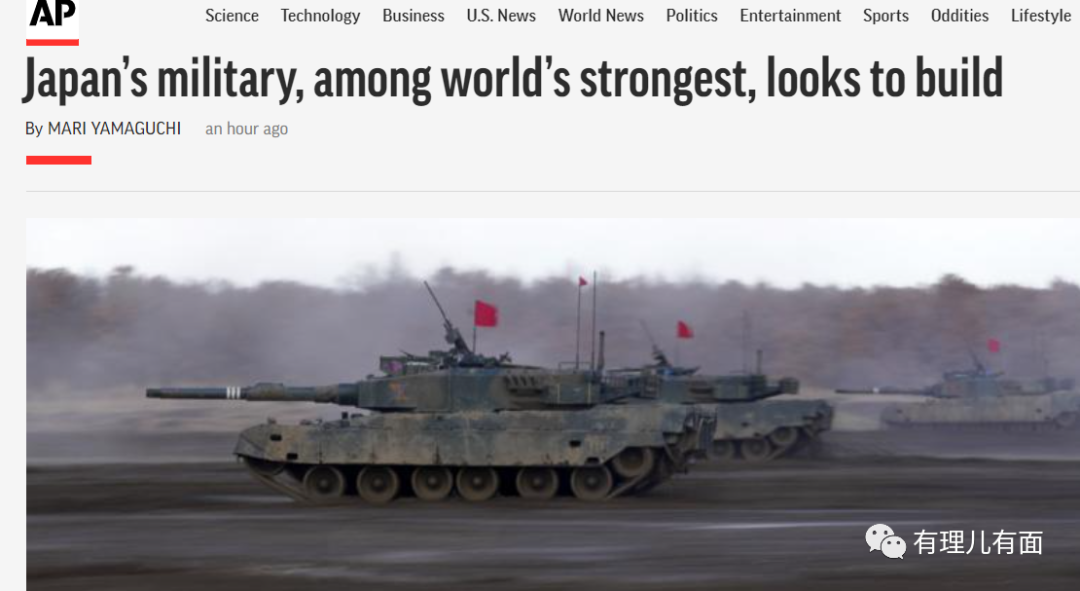 AP
Science Technology Business U.S. News World News Politics Entertainment Sports Oddities Lifestyle
Japan’s military, among world’s strongest, looks to build
By MARI YAMAGUCHI an hour ago
有理儿有面